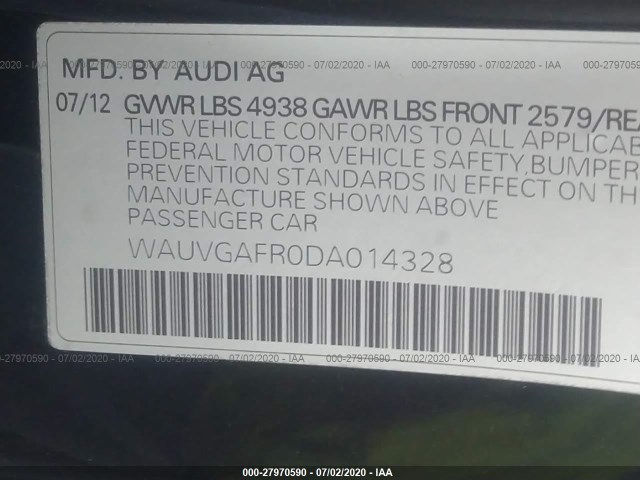 MFD. BY AUDI AG
07/12 GVWR LBS 4938 GAWR LBS FRONT 2579/REA
THIS VEHICLE CONFORMS TO ALL APPLICAB
FEDERAL MOTOR VEHICLE SAFETY, BUMPER
PREVENTION STANDARDS IN EFFECT ON TH
MANUFACTURE SHOWN ABOVE
PASSENGER CAR
WAUVGAFR0DA014328
000-27970590 - 07/02/2020 - IAA